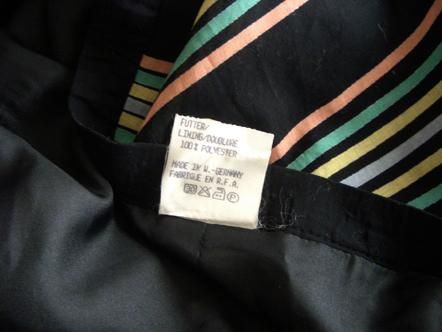 FUTTER/
LINING/DOUBLURE
100% POLYESTER
MADE IN W.-GERMANY
FABRIQUE EN R.F.A.